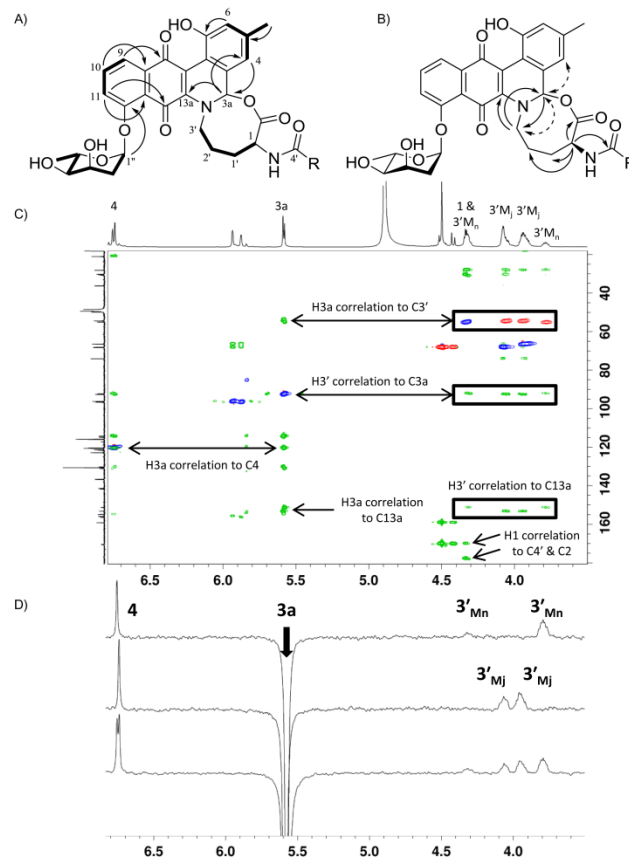 A)
HO
6
O
9
10
4
11
13a
N
3a
O
O
O
O
3'
1
O
HO
1"
2'
NH
4'
HO
O
1'
R
B)
HO
O
N
O
O
O
O
HO
NH
O
HO
O
R
C)
4
3a
1 &
3'Mn
3'Mj
3'Mj
3'Mn
H3a correlation to C3'
H3' correlation to C3a
H3a correlation to C4
H3a correlation
to C13a
H3' correlation to C13a
H1 correlation
to C4' & C2
40
60
80
100
120
140
160
6.5
6.0
5.5
5.0
4.5
4.0
D)
4
3a
3'Mn
3'Mn
3'Mj
3'Mj
6.5
6.0
5.5
5.0
4.5
4.0